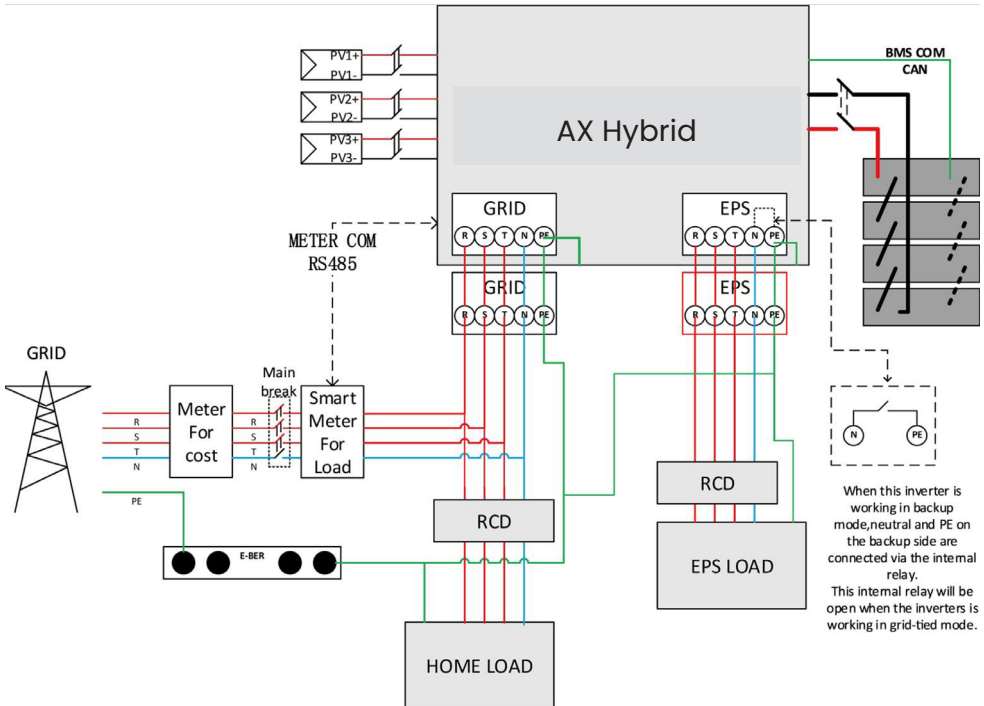 PV1+
PV1-
PV2+
PV2-
PV3+
PV3-
AX Hybrid
BMS COM
CAN
GRID
R S T N PE
EPS
R S T N PE
METER COM
RS485
GRID
R S T N PE
EPS
R S T N PE
GRID
Meter
For
cost
Main
break
Smart
Meter
For
Load
R
S
T
N
R
S
T
N
PE
E-BER
RCD
HOME LOAD
RCD
EPS LOAD
N
PE
When this inverter is
working in backup
mode,neutral and PE on
the backup side are
connected via the internal
relay.
This internal relay will be
open when the inverters is
working in grid-tied mode.